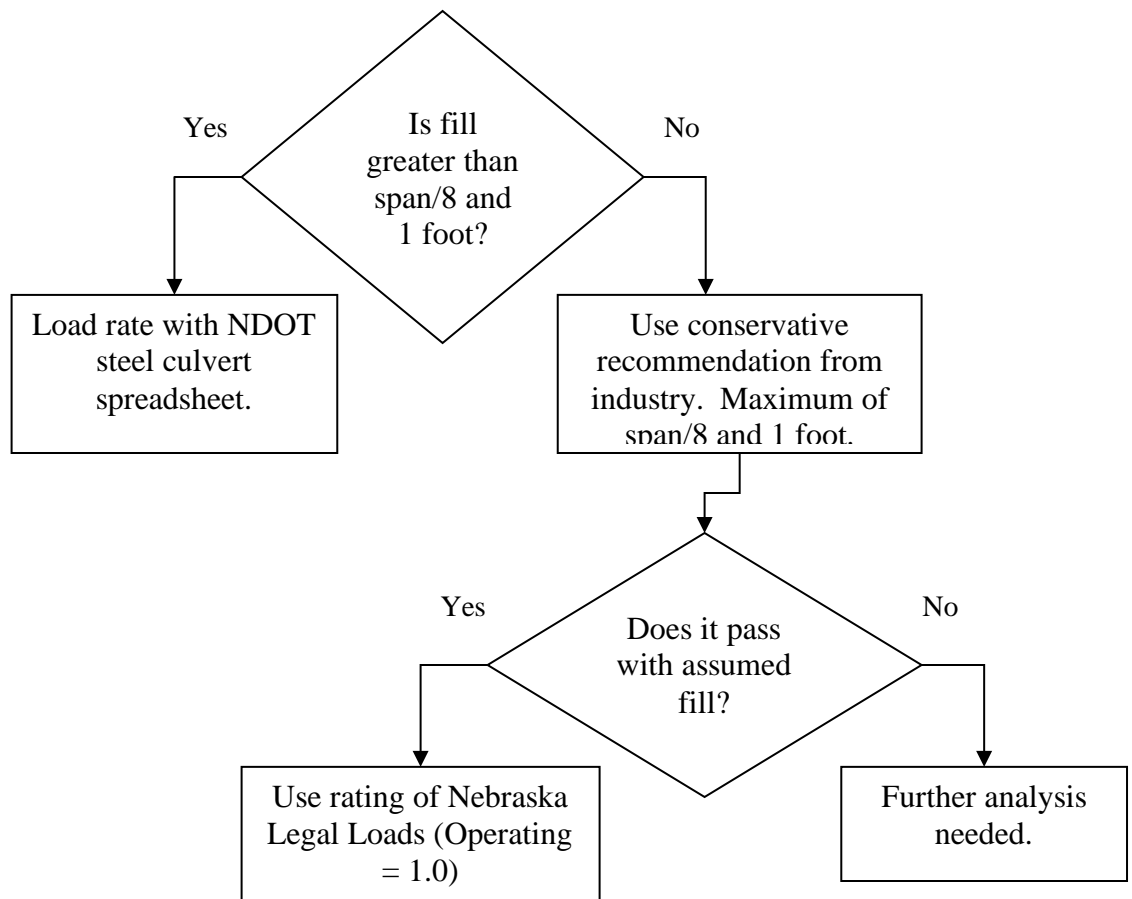 Is fill
greater than
span/8 and
1 foot?
Yes
No
Load rate with NDOT
steel culvert
spreadsheet.
Use conservative
recommendation from
industry. Maximum of
span/8 and 1 foot.
Does it pass
with assumed
fill?
Yes
No
Use rating of Nebraska
Legal Loads (Operating
= 1.0)
Further analysis
needed.